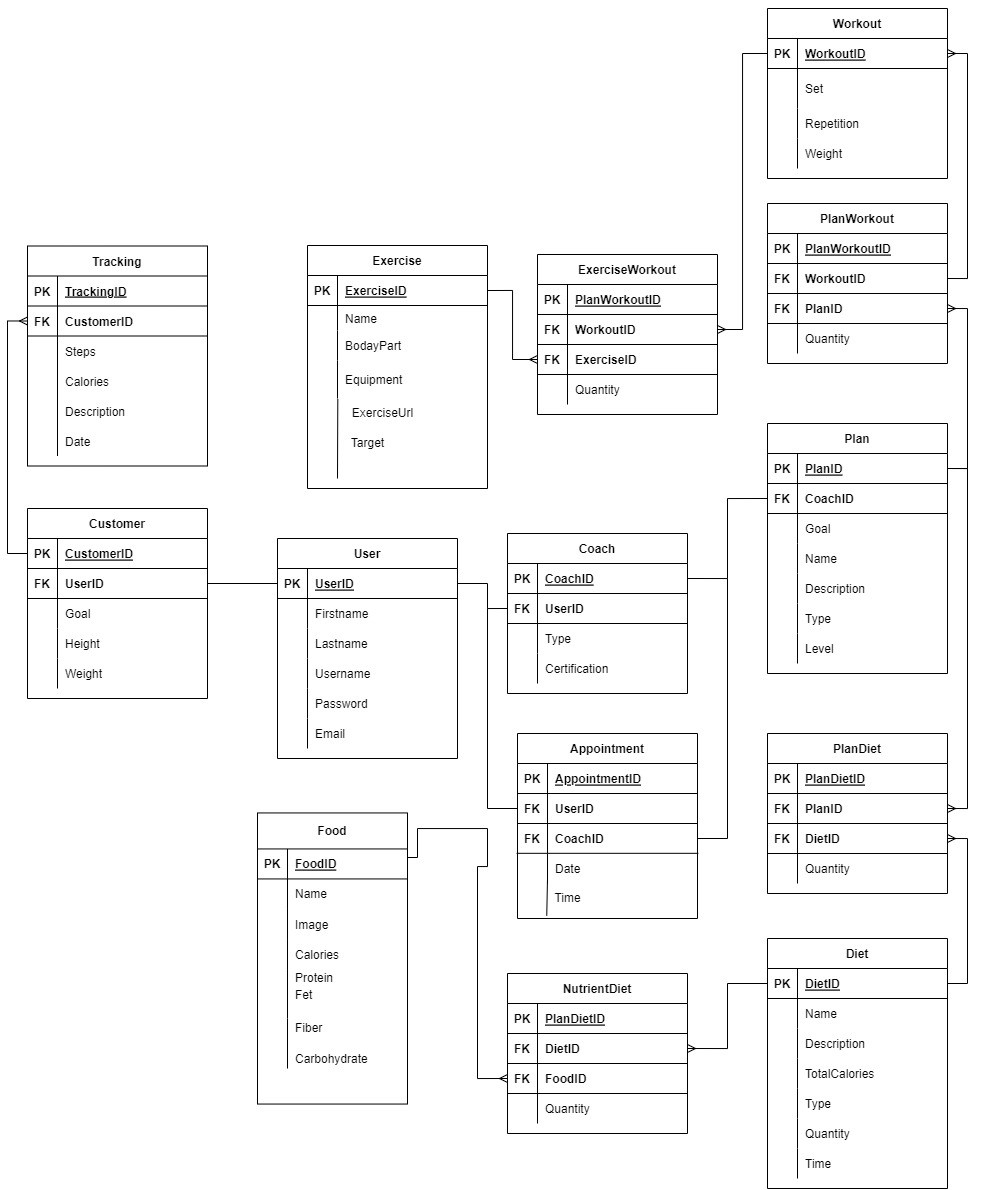 Workout
PK WorkoutID
Set
Repetition
Weight
PlanWorkout
PK PlanWorkoutID
FK WorkoutID
FK PlanID
Quantity
Tracking
PK TrackingID
FK CustomerID
Steps
Calories
Description
Date
Exercise
PK ExerciseID
Name
BodayPart
Equipment
ExerciseUrl
Target
ExerciseWorkout
PK PlanWorkoutID
FK WorkoutID
FK ExerciseID
Quantity
Plan
PK PlanID
FK CoachID
Goal
Name
Description
Type
Level
Customer
PK CustomerID
FK UserID
Goal
Height
Weight
User
PK UserID
Firstname
Lastname
Username
Password
Email
Coach
PK CoachID
FK UserID
Type
Certification
Appointment
PK AppointmentID
FK UserID
FK CoachID
Date
Time
PlanDiet
PK PlanDietID
FK PlanID
FK DietID
Quantity
Food
PK FoodID
Name
Image
Calories
Protein
Fet
Fiber
Carbohydrate
NutrientDiet
PK PlanDietID
FK DietID
FK FoodID
Quantity
Diet
PK DietID
Name
Description
TotalCalories
Type
Quantity
Time